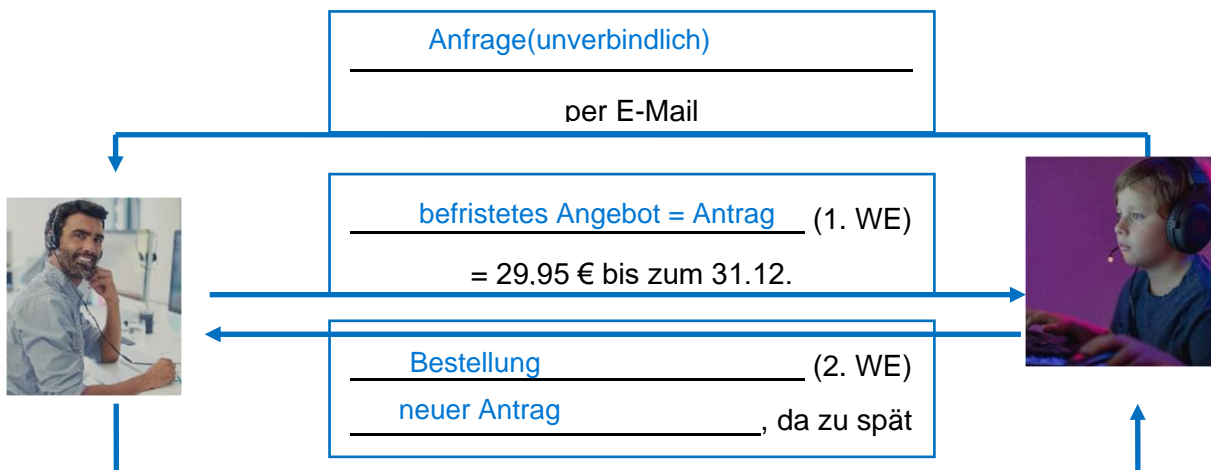 Anfrage(unverbindlich)
per E-Mail
befristetes Angebot = Antrag (1. WE)
= 29,95 € bis zum 31.12.
Bestellung (2. WE)
neuer Antrag, da zu spät